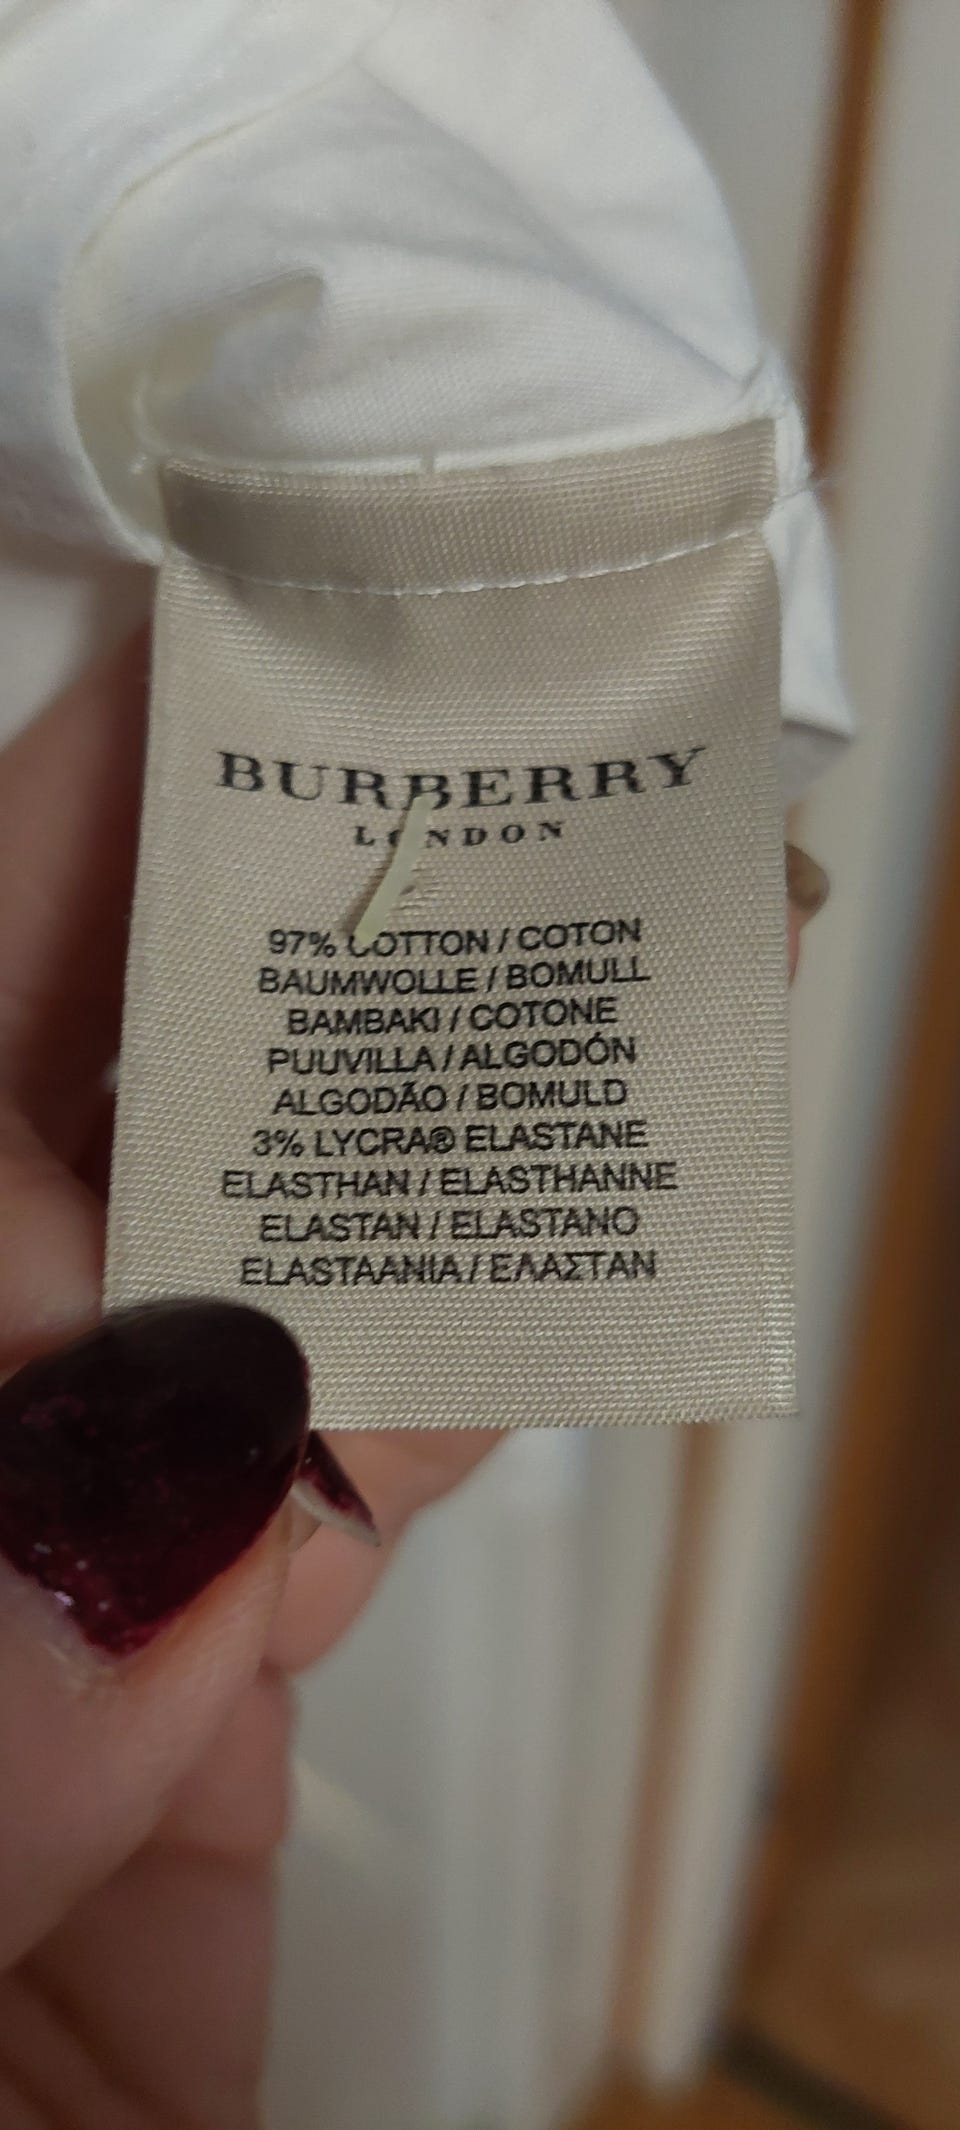 BURBERRY
LONDON
97% COTTON / COTON
BAUMWOLLE / BOMULL
BAMBAKI / COTONE
PUUVILLA / ALGODÓN
ALGODÃO / BOMULD
3% LYCRA® ELASTANE
ELASTHAN / ELASTHANNE
ELASTAN / ELASTANO
ELASTAANIA / ΕΛΑΣΤΑΝ